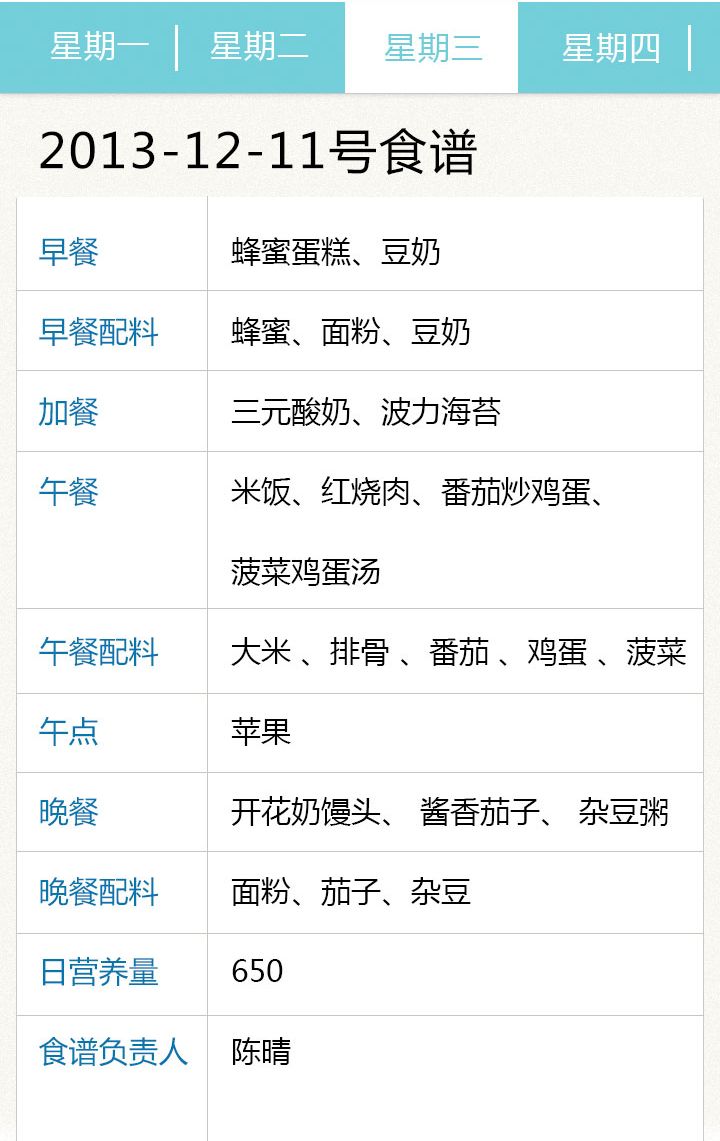 星期一 星期二 星期三 星期四
2013-12-11号食谱
早餐 蜂蜜蛋糕、豆奶
早餐配料 蜂蜜、面粉、豆奶
加餐 三元酸奶、波力海苔
午餐 米饭、红烧肉、番茄炒鸡蛋、
菠菜鸡蛋汤
午餐配料 大米 、排骨 、番茄 、鸡蛋 、菠菜
午点 苹果
晚餐 开花奶馒头、 酱香茄子、 杂豆粥
晚餐配料 面粉、茄子、杂豆
日营养量 650
食谱负责人 陈晴